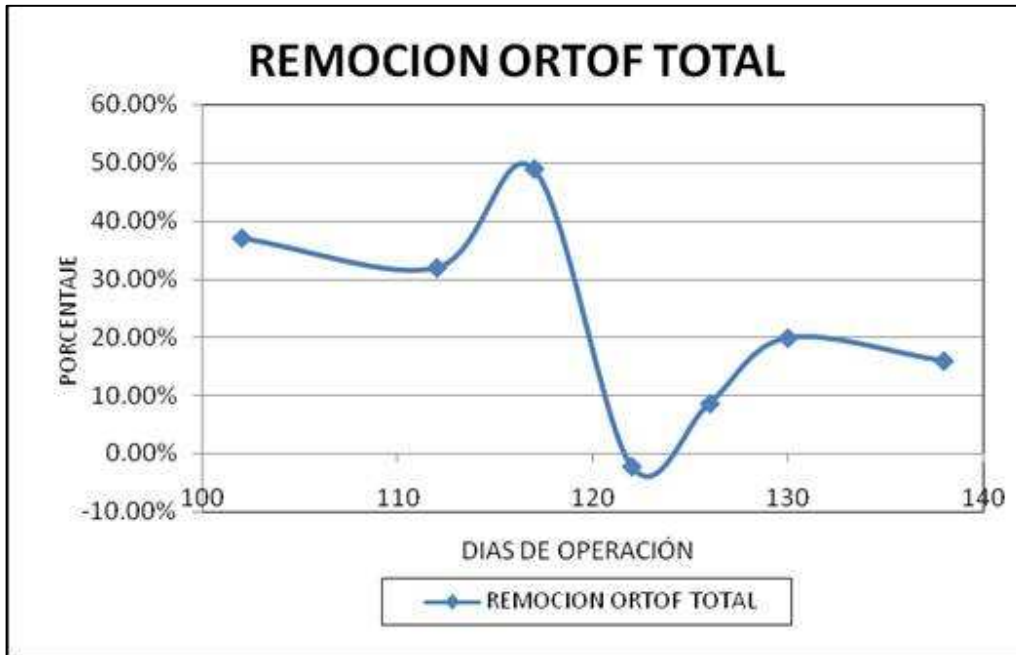 REMOCION ORTOF TOTAL
60.00%
50.00%
40.00%
30.00%
20.00%
10.00%
0.00%
-10.00%
PORCENTAJE
100 110 120 130 140
DIAS DE OPERACIÓN
REMOCION ORTOF TOTAL